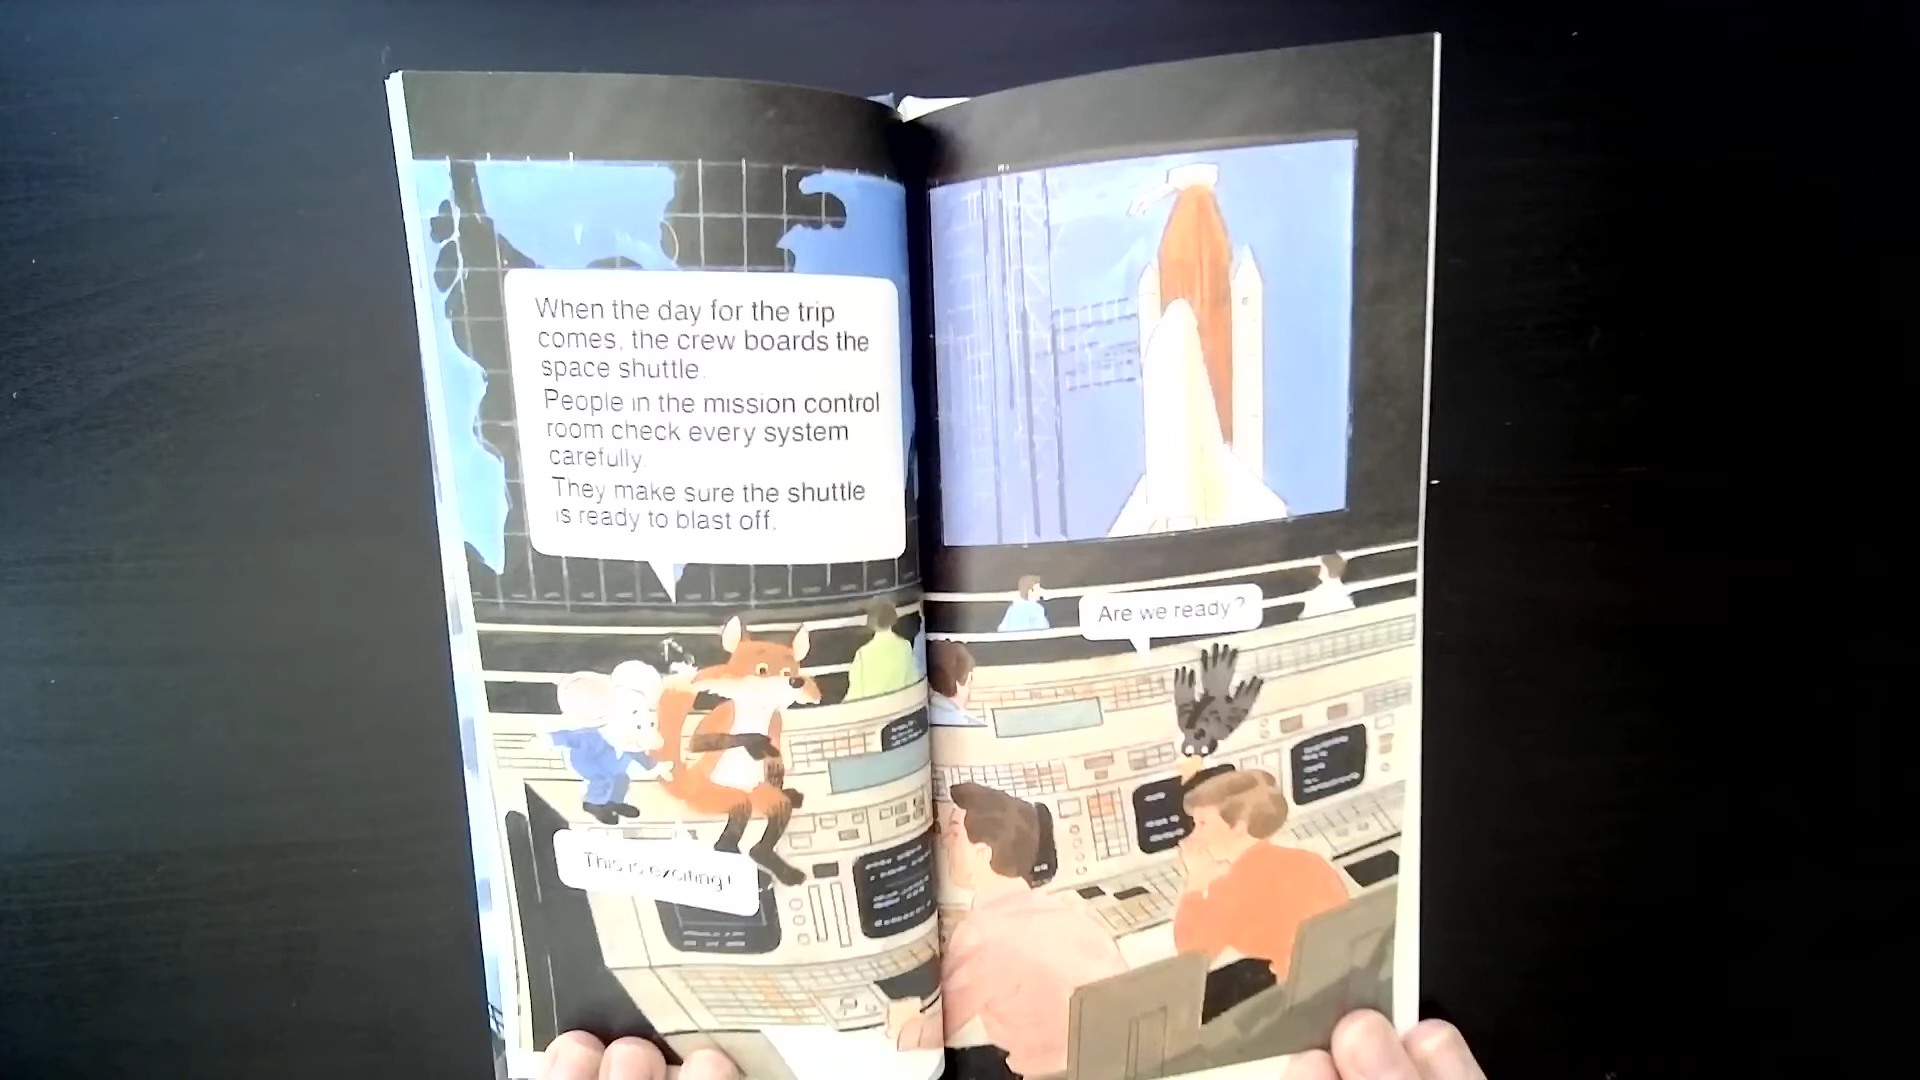 When the day for the trip
comes, the crew boards the
space shuttle.
People in the mission control
room check every system
carefully.
They make sure the shuttle
is ready to blast off.
This is exciting!
Are we ready?